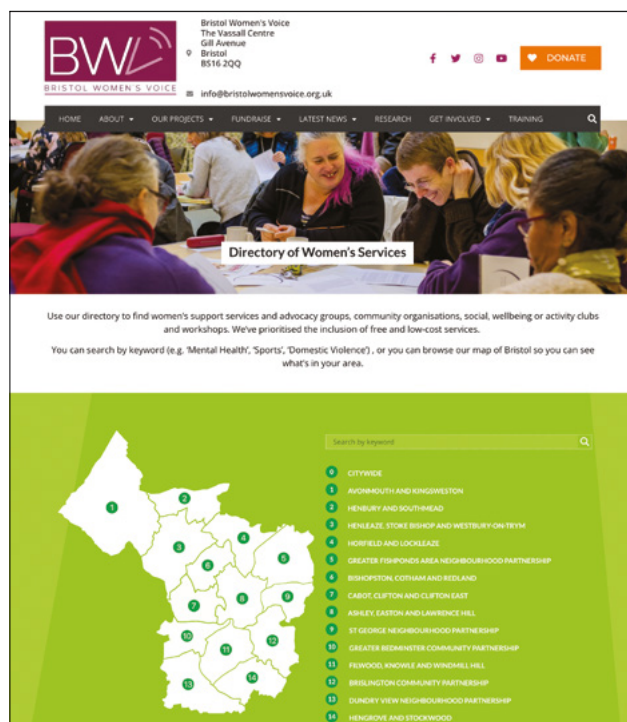 BWV
BRISTOL WOMEN'S VOICE
Bristol Women's Voice
The Vassall Centre
Gill Avenue
Bristol
BS16 2QQ
info@bristolwomensvoice.org.uk
DONATE
HOME ABOUT OUR PROJECTS FUNDRAISE LATEST NEWS RESEARCH GET INVOLVED TRAINING
Directory of Women's Services
Use our directory to find women's support services and advocacy groups, community organisations, social, wellbeing or activity clubs
and workshops. We've prioritised the inclusion of free and low-cost services.
You can search by keyword (e.g. 'Mental Health', 'Sports', 'Domestic Violence') , or you can browse our map of Bristol so you can see
what's in your area.
1
2
3
4
5
6
7
8
9
10
11
12
13
14
Search by keyword
0 CITYWIDE
1 AVONMOUTH AND KINGSWESTON
2 HENBURY AND SOUTHMEAD
3 HENLEAZE, STOKE BISHOP AND WESTBURY-ON-TRYM
4 HORFIELD AND LOCKLEAZE
5 GREATER FISHPONDS AREA NEIGHBOURHOOD PARTNERSHIP
6 BISHOPSTON, COTHAM AND REDLAND
7 CABOT, CLIFTON AND CLIFTON EAST
8 ASHLEY, EASTON AND LAWRENCE HILL
9 ST GEORGE NEIGHBOURHOOD PARTNERSHIP
10 GREATER BEDMINSTER COMMUNITY PARTNERSHIP
11 FILWOOD, KNOWLE AND WINDMILL HILL
12 BRISLINGTON COMMUNITY PARTNERSHIP
13 DUNDRY VIEW NEIGHBOURHOOD PARTNERSHIP
14 HENGROVE AND STOCKWOOD